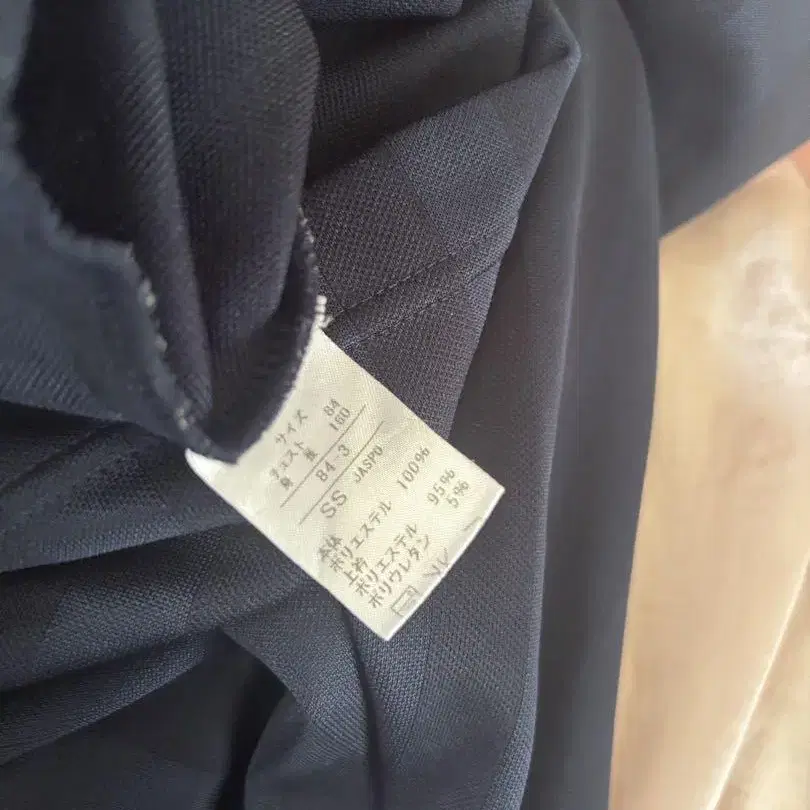 サイズ
チェスト 84
身長 160
84-3
SS JASPO
本体
ポリエステル 100%
上衿
ポリエステル 95%
ポリウレタン 5%